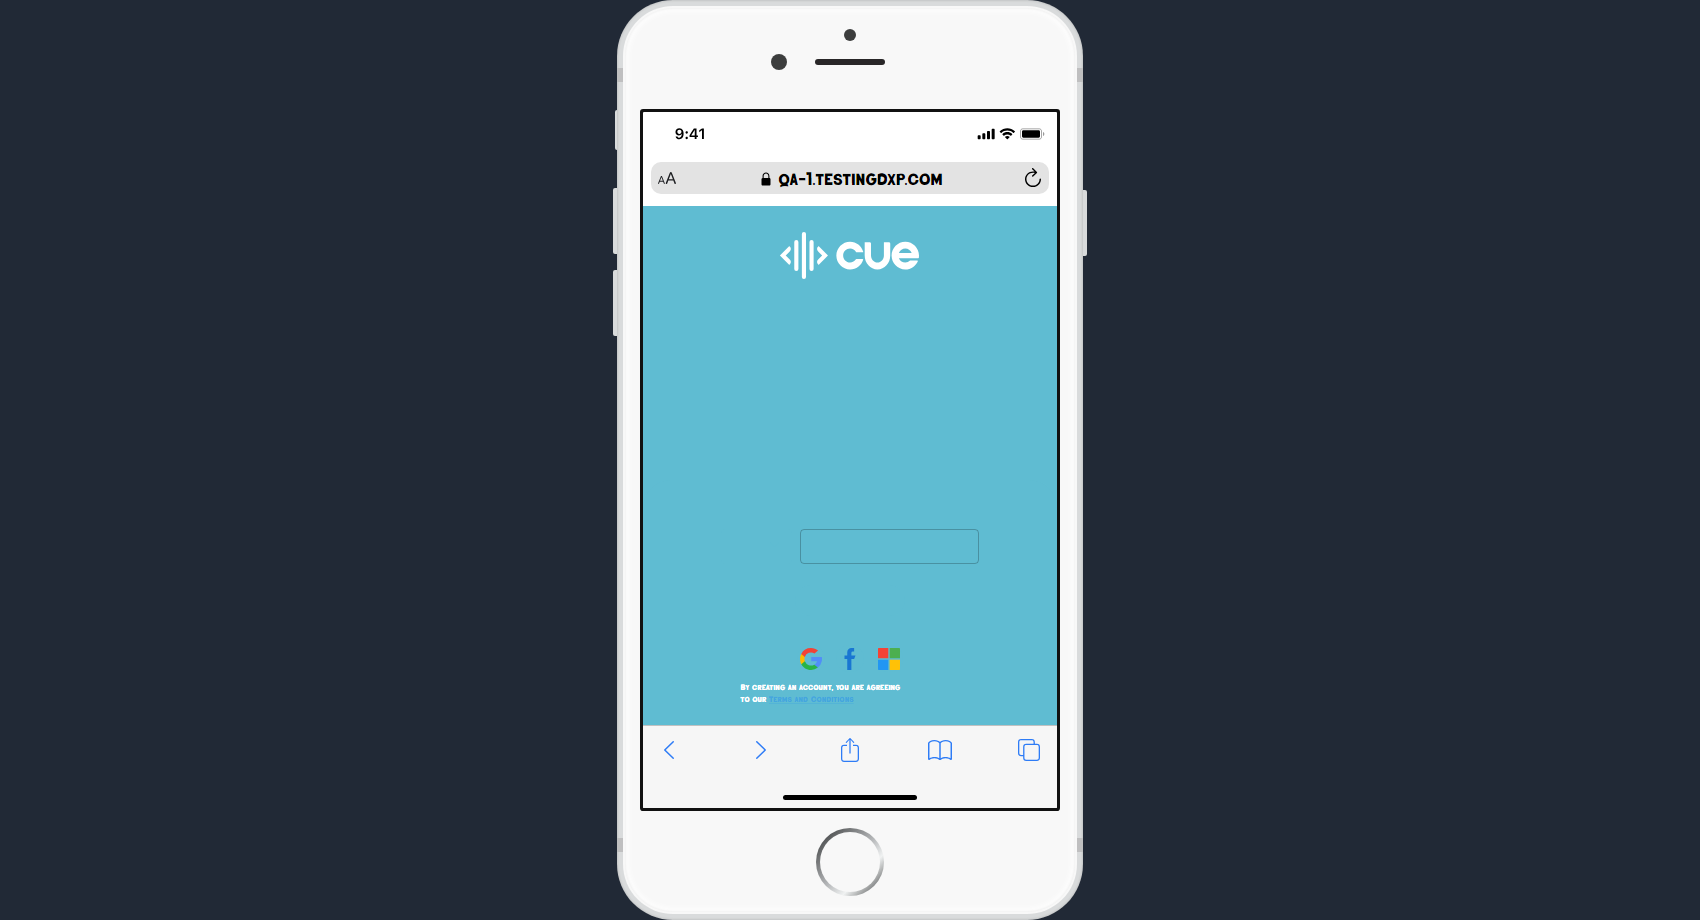 9:41
AA QA-1.TESTINGDXP.COM
cue
By creating an account, you are agreeing
to our Terms and Conditions